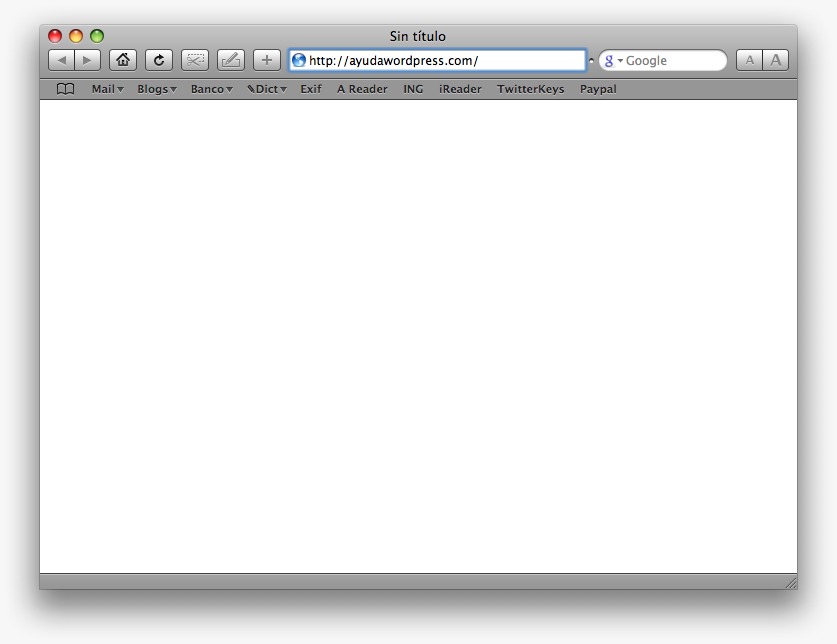 Sin título
http://ayudawordpress.com/ Google A A
Mail Blogs Banco ✎Dict Exif A Reader ING iReader TwitterKeys Paypal